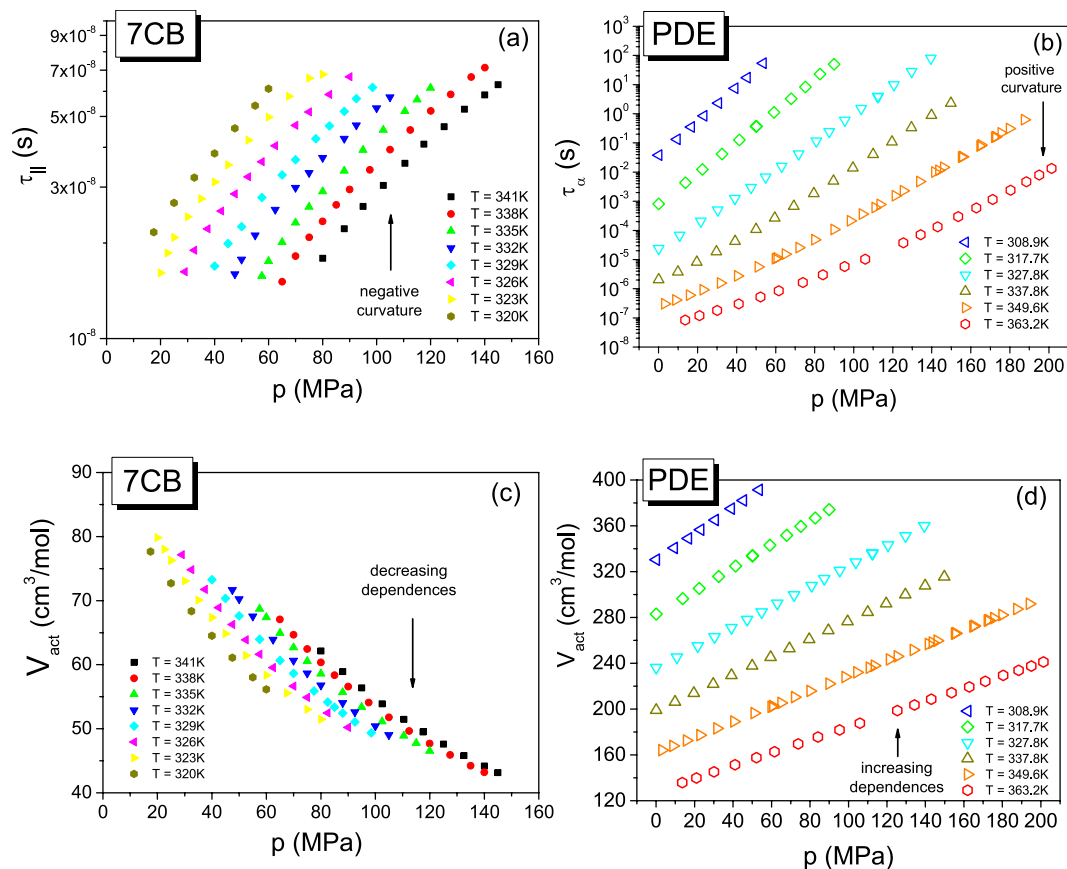 7CB
(a)
9x10⁻⁸
7x10⁻⁸
5x10⁻⁸
3x10⁻⁸
10⁻⁸
τ|| (s)
T = 341K
T = 338K
T = 335K
T = 332K
T = 329K
T = 326K
T = 323K
T = 320K
negative
curvature
0 20 40 60 80 100 120 140 160
p (MPa)
PDE
(b)
10³
10²
10¹
10⁰
10⁻¹
10⁻²
10⁻³
10⁻⁴
10⁻⁵
10⁻⁶
10⁻⁷
10⁻⁸
τα (s)
positive
curvature
T = 308.9K
T = 317.7K
T = 327.8K
T = 337.8K
T = 349.6K
T = 363.2K
0 20 40 60 80 100 120 140 160 180 200
p (MPa)
7CB
(c)
90
80
70
60
50
40
Vact (cm³/mol)
decreasing
dependences
T = 341K
T = 338K
T = 335K
T = 332K
T = 329K
T = 326K
T = 323K
T = 320K
0 20 40 60 80 100 120 140 160
p (MPa)
PDE
(d)
400
360
320
280
240
200
160
120
Vact (cm³/mol)
increasing
dependences
T = 308.9K
T = 317.7K
T = 327.8K
T = 337.8K
T = 349.6K
T = 363.2K
0 20 40 60 80 100 120 140 160 180 200
p (MPa)